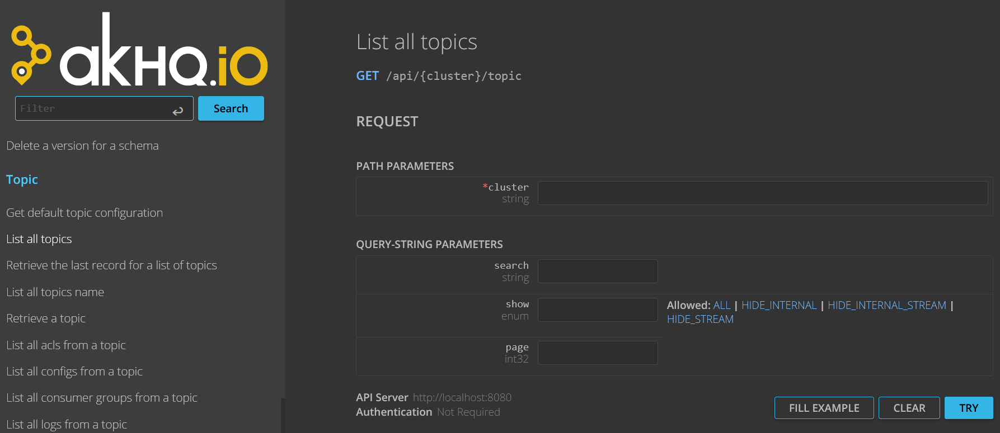 akHQ.io
Filter
Search
Delete a version for a schema
Topic
Get default topic configuration
List all topics
Retrieve the last record for a list of topics
List all topics name
Retrieve a topic
List all acls from a topic
List all configs from a topic
List all consumer groups from a topic
List all logs from a topic
List all topics
GET /api/{cluster}/topic
REQUEST
PATH PARAMETERS
*cluster
string
QUERY-STRING PARAMETERS
search
string
show
enum
Allowed: ALL | HIDE_INTERNAL | HIDE_INTERNAL_STREAM |
HIDE_STREAM
page
int32
API Server http://localhost:8080
Authentication Not Required
FILL EXAMPLE
CLEAR
TRY